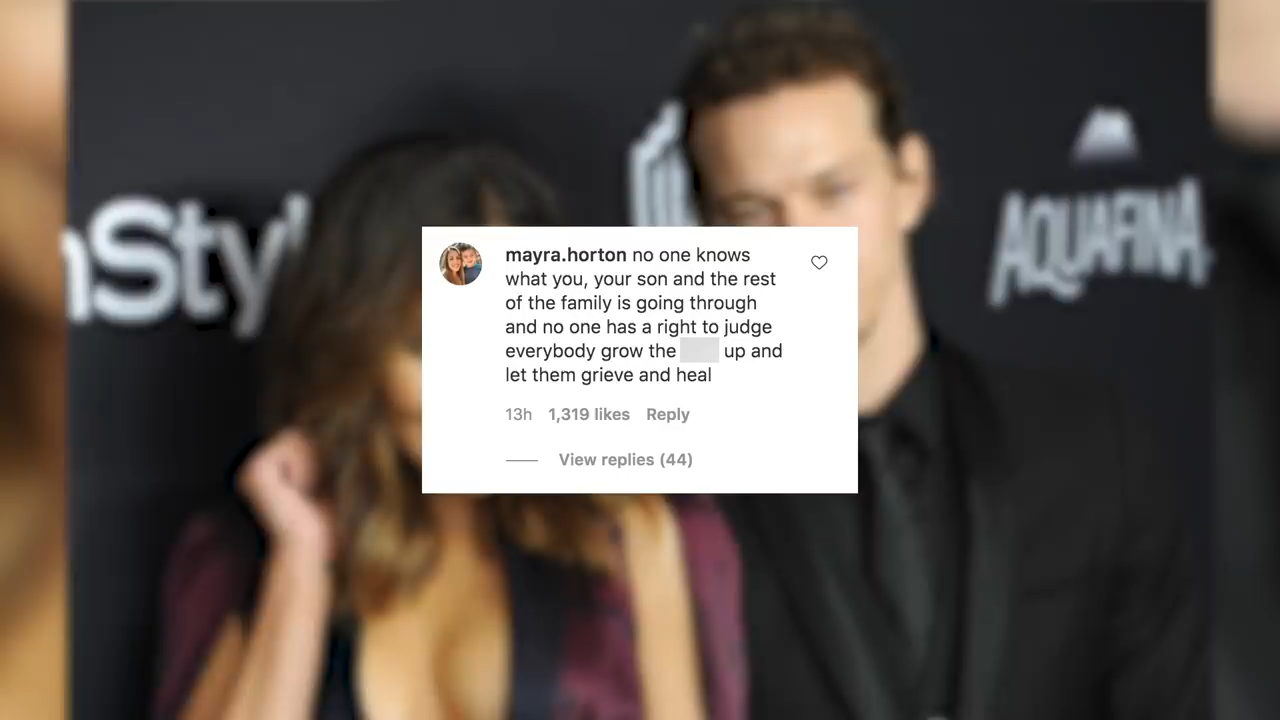 nStyl
AQUAFINA
mayra.horton no one knows
what you, your son and the rest
of the family is going through
and no one has a right to judge
everybody grow the up and
let them grieve and heal
13h 1,319 likes Reply
View replies (44)